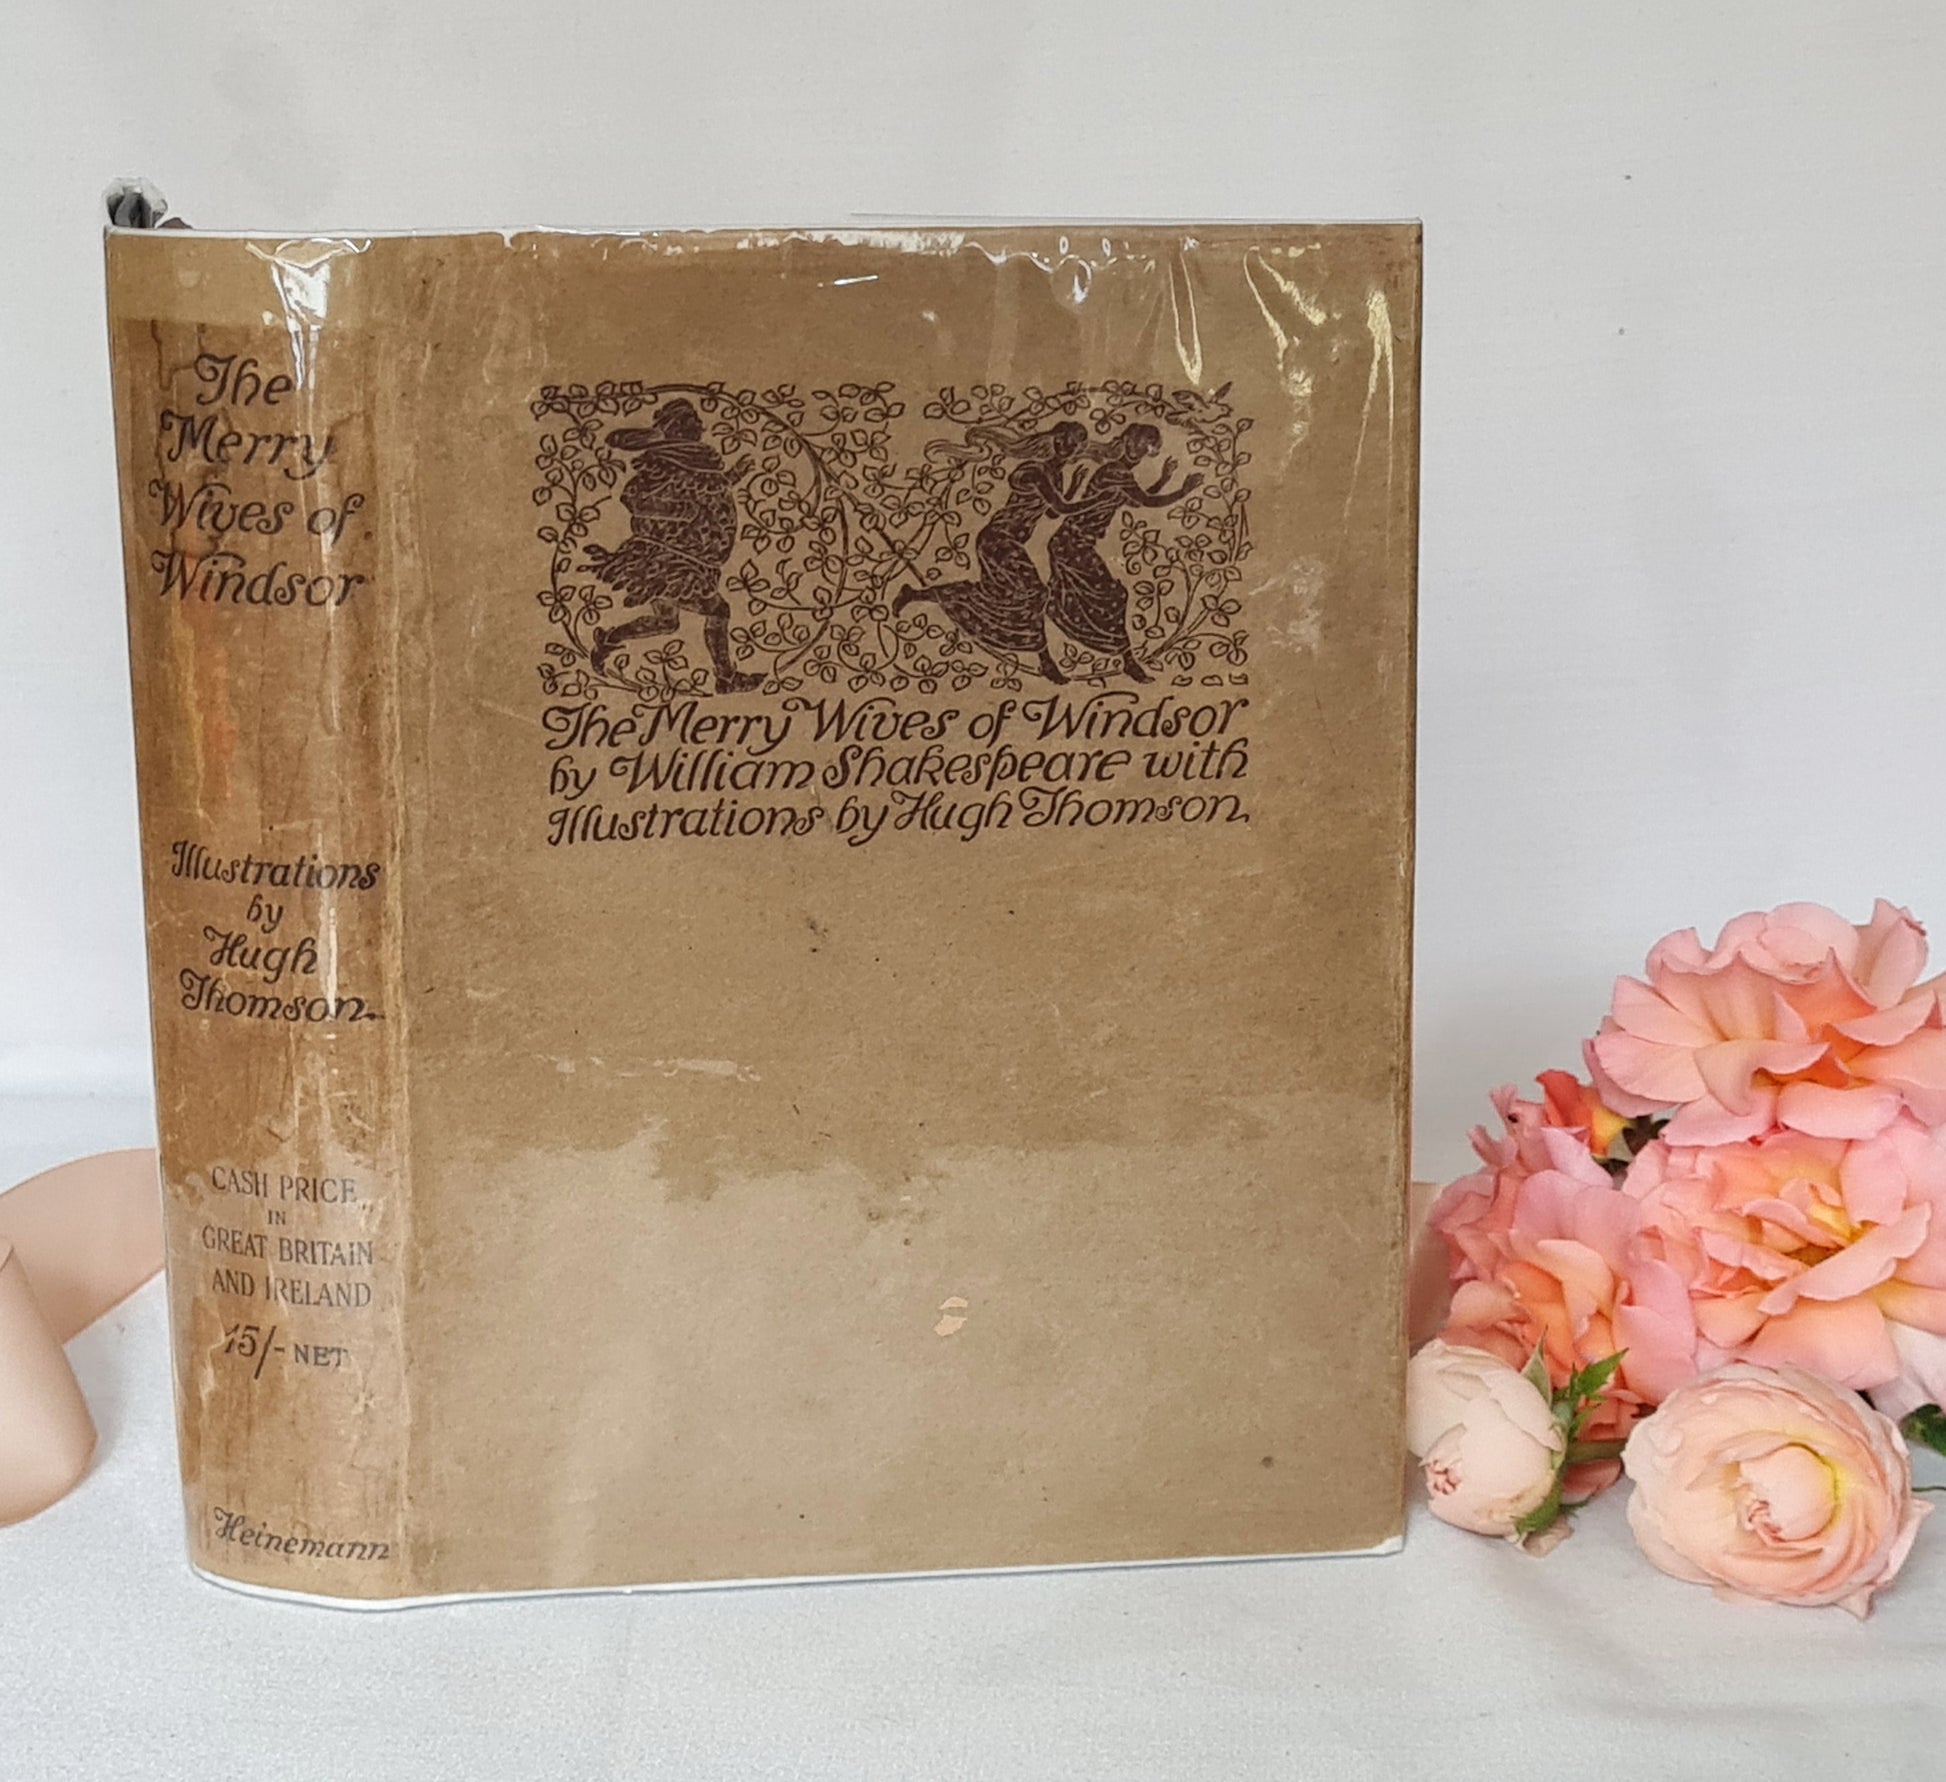 The
Merry
Wives of
Windsor
Illustrations
by
Hugh
Thomson.
CASH PRICE
IN
GREAT BRITAIN
AND IRELAND
15/- NET
Heinemann
The Merry Wives of Windsor
by William Shakespeare with
Illustrations by Hugh Thomson.